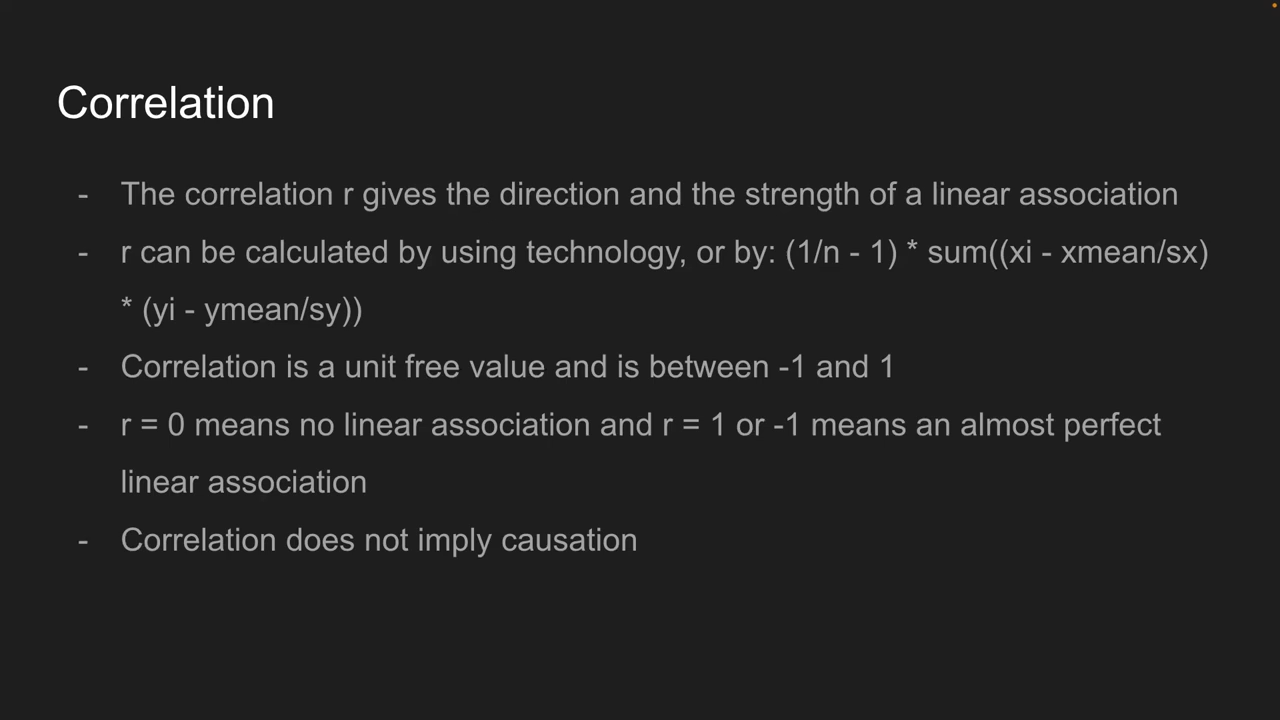 Correlation
- The correlation r gives the direction and the strength of a linear association
- r can be calculated by using technology, or by: (1/n - 1) * sum((xi - xmean/sx)
* (yi - ymean/sy))
- Correlation is a unit free value and is between -1 and 1
- r = 0 means no linear association and r = 1 or -1 means an almost perfect
linear association
- Correlation does not imply causation